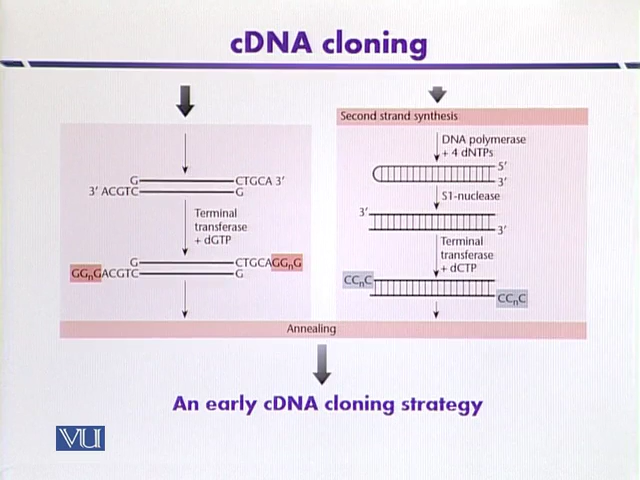 cDNA cloning
G CTGCA 3′
3′ ACGTC G
Terminal
transferase
+ dGTP
G CTGCAGGnG
GGnGACGTC G
Second strand synthesis
DNA polymerase
+ 4 dNTPs
5′
3′
S1-nuclease
3′
3′
Terminal
transferase
+ dCTP
CCnC
CCnC
Annealing
An early cDNA cloning strategy
VU